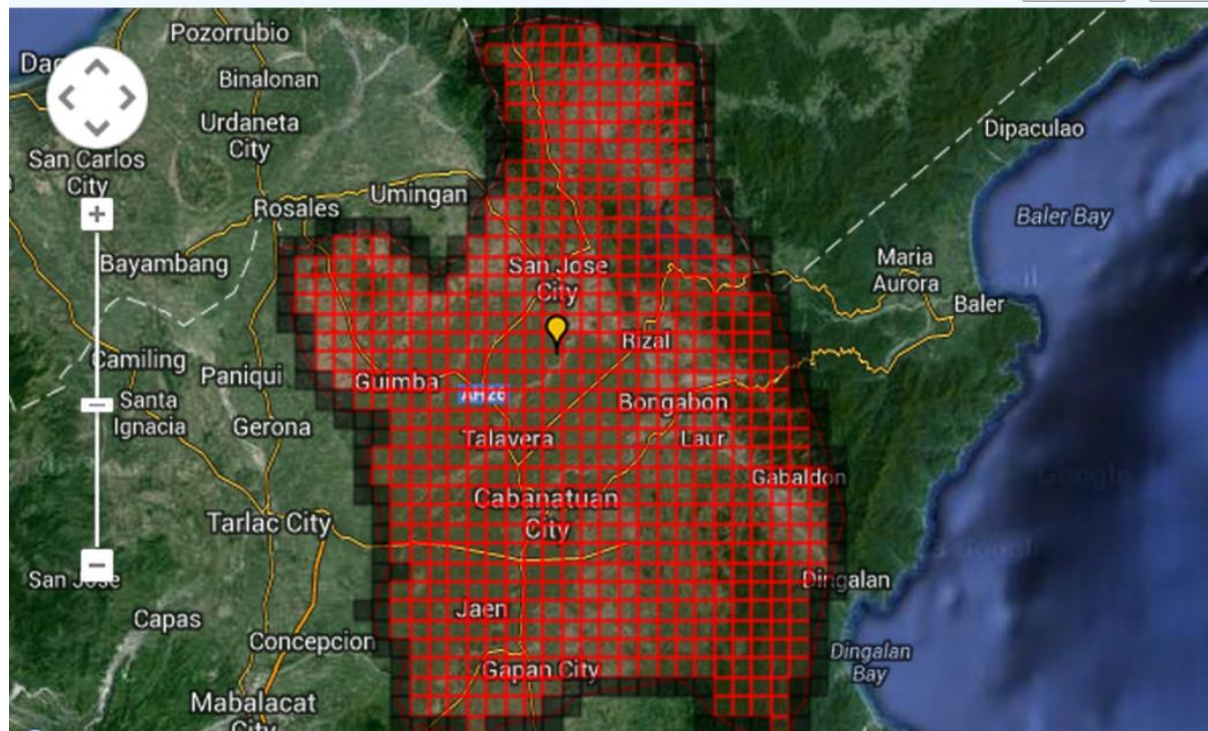 Pozorrubio
Binalonan
Urdaneta
City
San Carlos
City
Umingan
Rosales
Bayambang
San Jose
City
Dipaculao
Baler Bay
Maria
Aurora
Baler
Rizal
Camiling
Paniqui
Guimba
AH26
Bongabon
Santa
Ignacia
Gerona
Talavera
Laur
Gabaldon
Cabanatuan
City
Google
Tarlac City
Google
San Jose
Dingalan
Capas
Jaen
Concepcion
Dingalan
Bay
Gapan City
Mabalacat
City